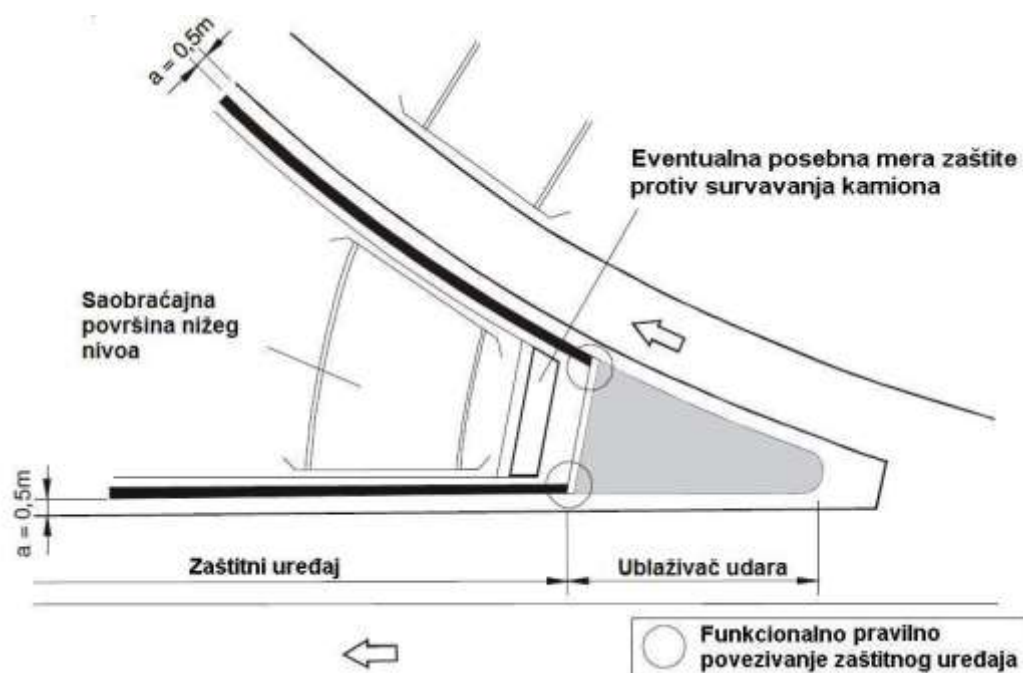 a = 0,5m
Eventualna posebna mera zaštite
protiv survavanja kamiona
Saobraćajna
površina nižeg
nivoa
a = 0,5m
Zaštitni uređaj
Ublaživač udara
Funkcionalno pravilno
povezivanje zaštitnog uređaja